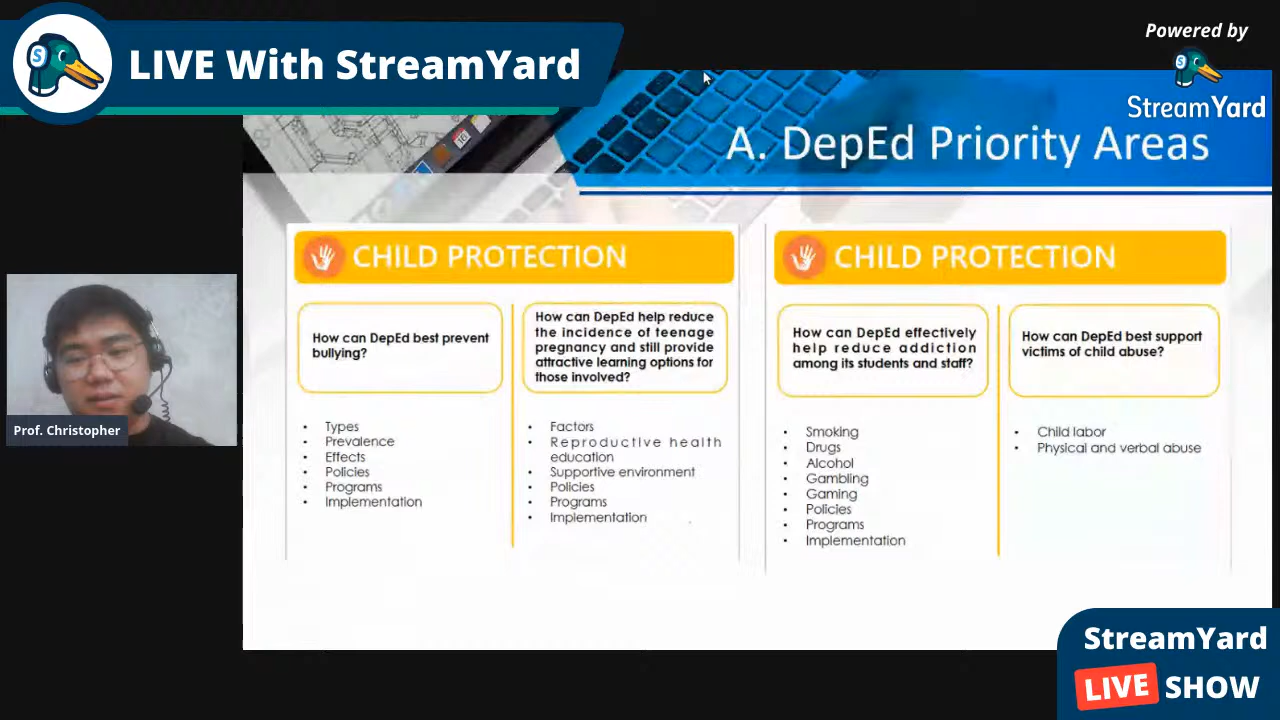 LIVE With StreamYard
Powered by
StreamYard
A. DepEd Priority Areas
CHILD PROTECTION
How can DepEd best prevent
bullying?
• Types
• Prevalence
• Effects
• Policies
• Programs
• Implementation
How can DepEd help reduce
the incidence of teenage
pregnancy and still provide
attractive learning options for
those involved?
• Factors
• Reproductive health
education
• Supportive environment
• Policies
• Programs
• Implementation
CHILD PROTECTION
How can DepEd effectively
help reduce addiction
among its students and staff?
• Smoking
• Drugs
• Alcohol
• Gambling
• Gaming
• Policies
• Programs
• Implementation
How can DepEd best support
victims of child abuse?
• Child labor
• Physical and verbal abuse
Prof. Christopher
StreamYard
LIVE SHOW